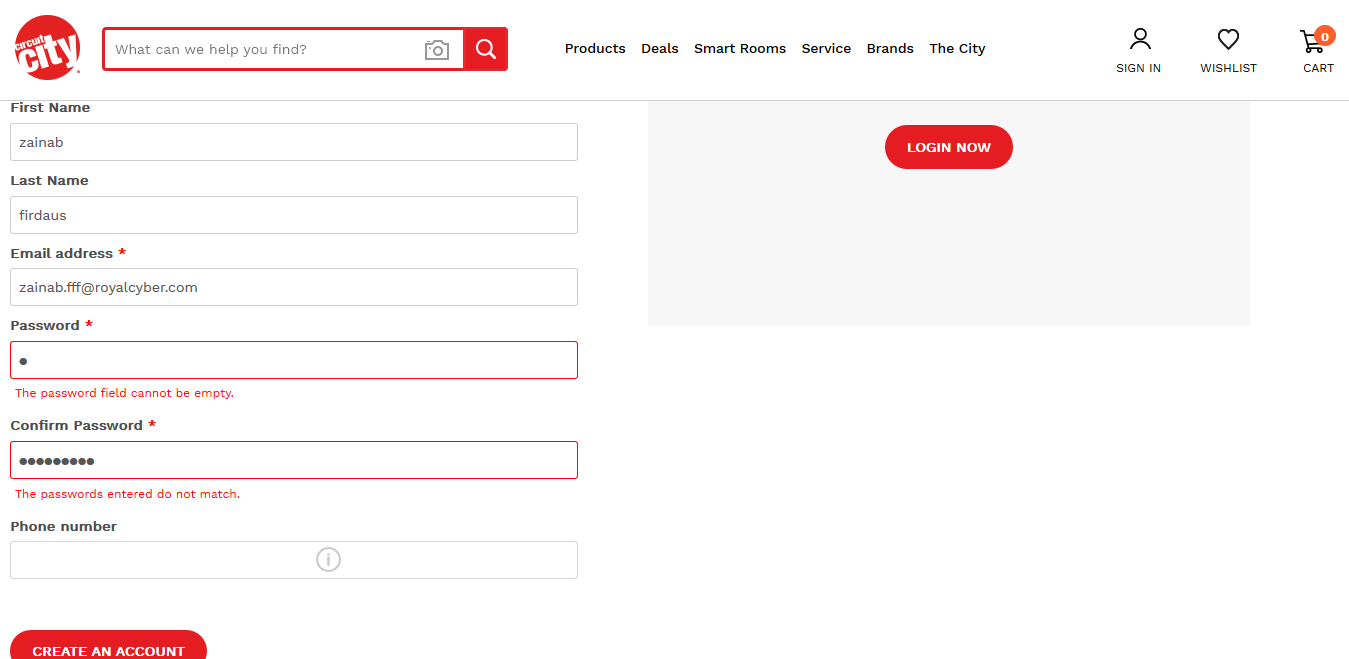 circuit
city
What can we help you find?
Products Deals Smart Rooms Service Brands The City
SIGN IN
WISHLIST
0
CART
First Name
zainab
Last Name
firdaus
Email address *
zainab.fff@royalcyber.com
Password *
The password field cannot be empty.
Confirm Password *
The passwords entered do not match.
Phone number
CREATE AN ACCOUNT
LOGIN NOW